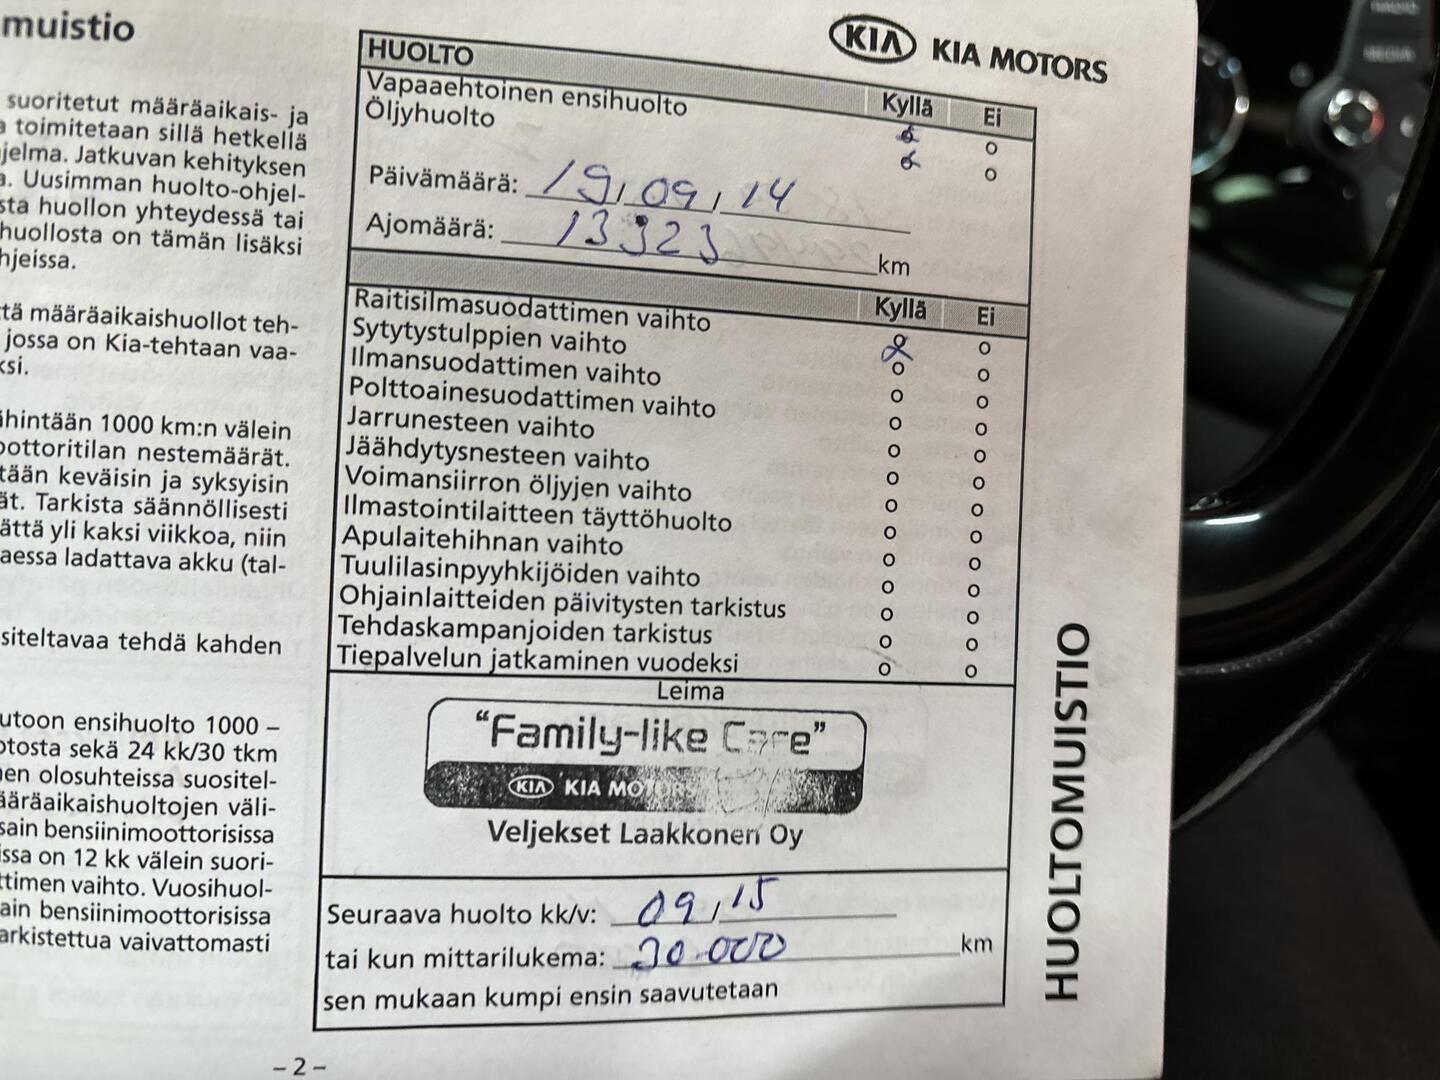 muistio
suoritetut määräaikais- ja
toimitetaan sillä hetkellä
jelma. Jatkuvan kehityksen
a. Uusimman huolto-ohjel-
sta huollon yhteydessä tai
huollosta on tämän lisäksi
hjeissa.
tä määräaikaishuollot teh-
jossa on Kia-tehtaan vaa-
ksi.
ähintään 1000 km:n välein
oottoritilan nestemäärät.
tään keväisin ja syksyisin
ät. Tarkista säännöllisesti
ättä yli kaksi viikkoa, niin
aessa ladattava akku (tal-
siteltavaa tehdä kahden
utoon ensihuolto 1000 –
otosta sekä 24 kk/30 tkm
nen olosuhteissa suositel-
ääräaikaishuoltojen väli-
sain bensiinimoottorisissa
issa on 12 kk välein suori-
ttimen vaihto. Vuosihuol-
ain bensiinimoottorisissa
arkistettua vaivattomasti
- 2 -
KIA KIA MOTORS
HUOLTO
Vapaaehtoinen ensihuolto Kyllä Ei
Öljyhuolto
Päivämäärä: 19/09/14
Ajomäärä: 13323 km
Kyllä Ei
Raitisilmasuodattimen vaihto
Sytytystulppien vaihto
Ilmansuodattimen vaihto
Polttoainesuodattimen vaihto
Jarrunesteen vaihto
Jäähdytysnesteen vaihto
Voimansiirron öljyjen vaihto
Ilmastointilaitteen täyttöhuolto
Apulaitehihnan vaihto
Tuulilasinpyyhkijöiden vaihto
Ohjainlaitteiden päivitysten tarkistus
Tehdaskampanjoiden tarkistus
Tiepalvelun jatkaminen vuodeksi
Leima
"Family-like Care"
KIA KIA MOTORS
Veljekset Laakkonen Oy
Seuraava huolto kk/v: 09/15
tai kun mittarilukema: 30.000 km
sen mukaan kumpi ensin saavutetaan
HUOLTOMUISTIO